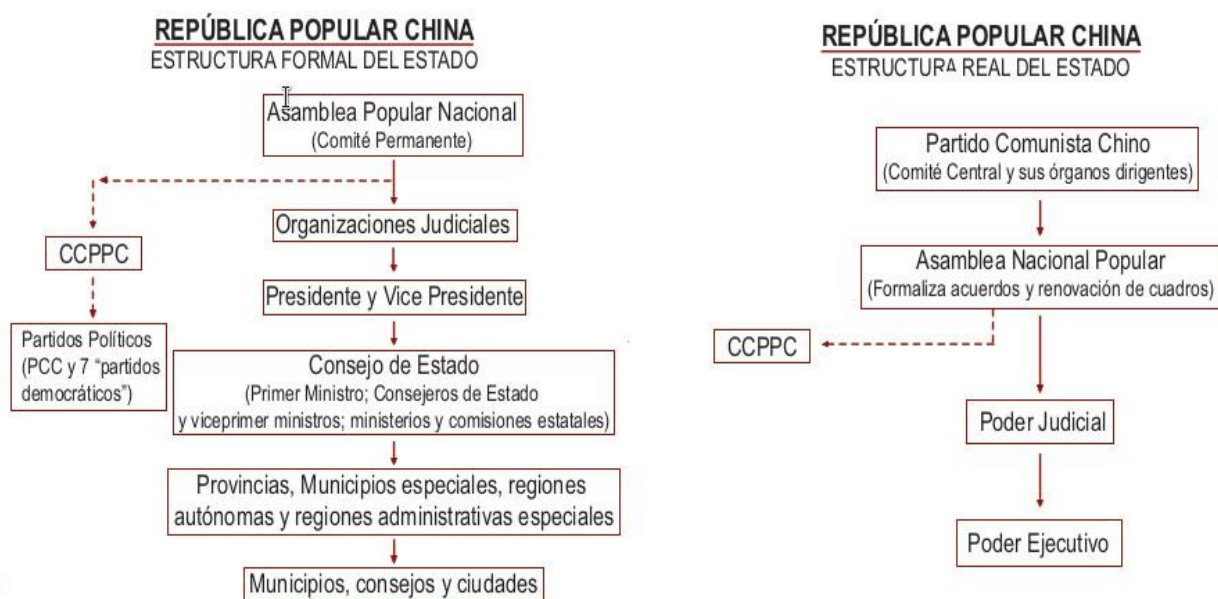 REPÚBLICA POPULAR CHINA
ESTRUCTURA FORMAL DEL ESTADO
Asamblea Popular Nacional
(Comité Permanente)
Organizaciones Judiciales
CCPPC
Presidente y Vice Presidente
Partidos Políticos
(PCC y 7 “partidos
democráticos”)
Consejo de Estado
(Primer Ministro; Consejeros de Estado
y viceprimer ministros; ministerios y comisiones estatales)
Provincias, Municipios especiales, regiones
autónomas y regiones administrativas especiales
Municipios, consejos y ciudades
REPÚBLICA POPULAR CHINA
ESTRUCTURA REAL DEL ESTADO
Partido Comunista Chino
(Comité Central y sus órganos dirigentes)
Asamblea Nacional Popular
(Formaliza acuerdos y renovación de cuadros)
CCPPC
Poder Judicial
Poder Ejecutivo